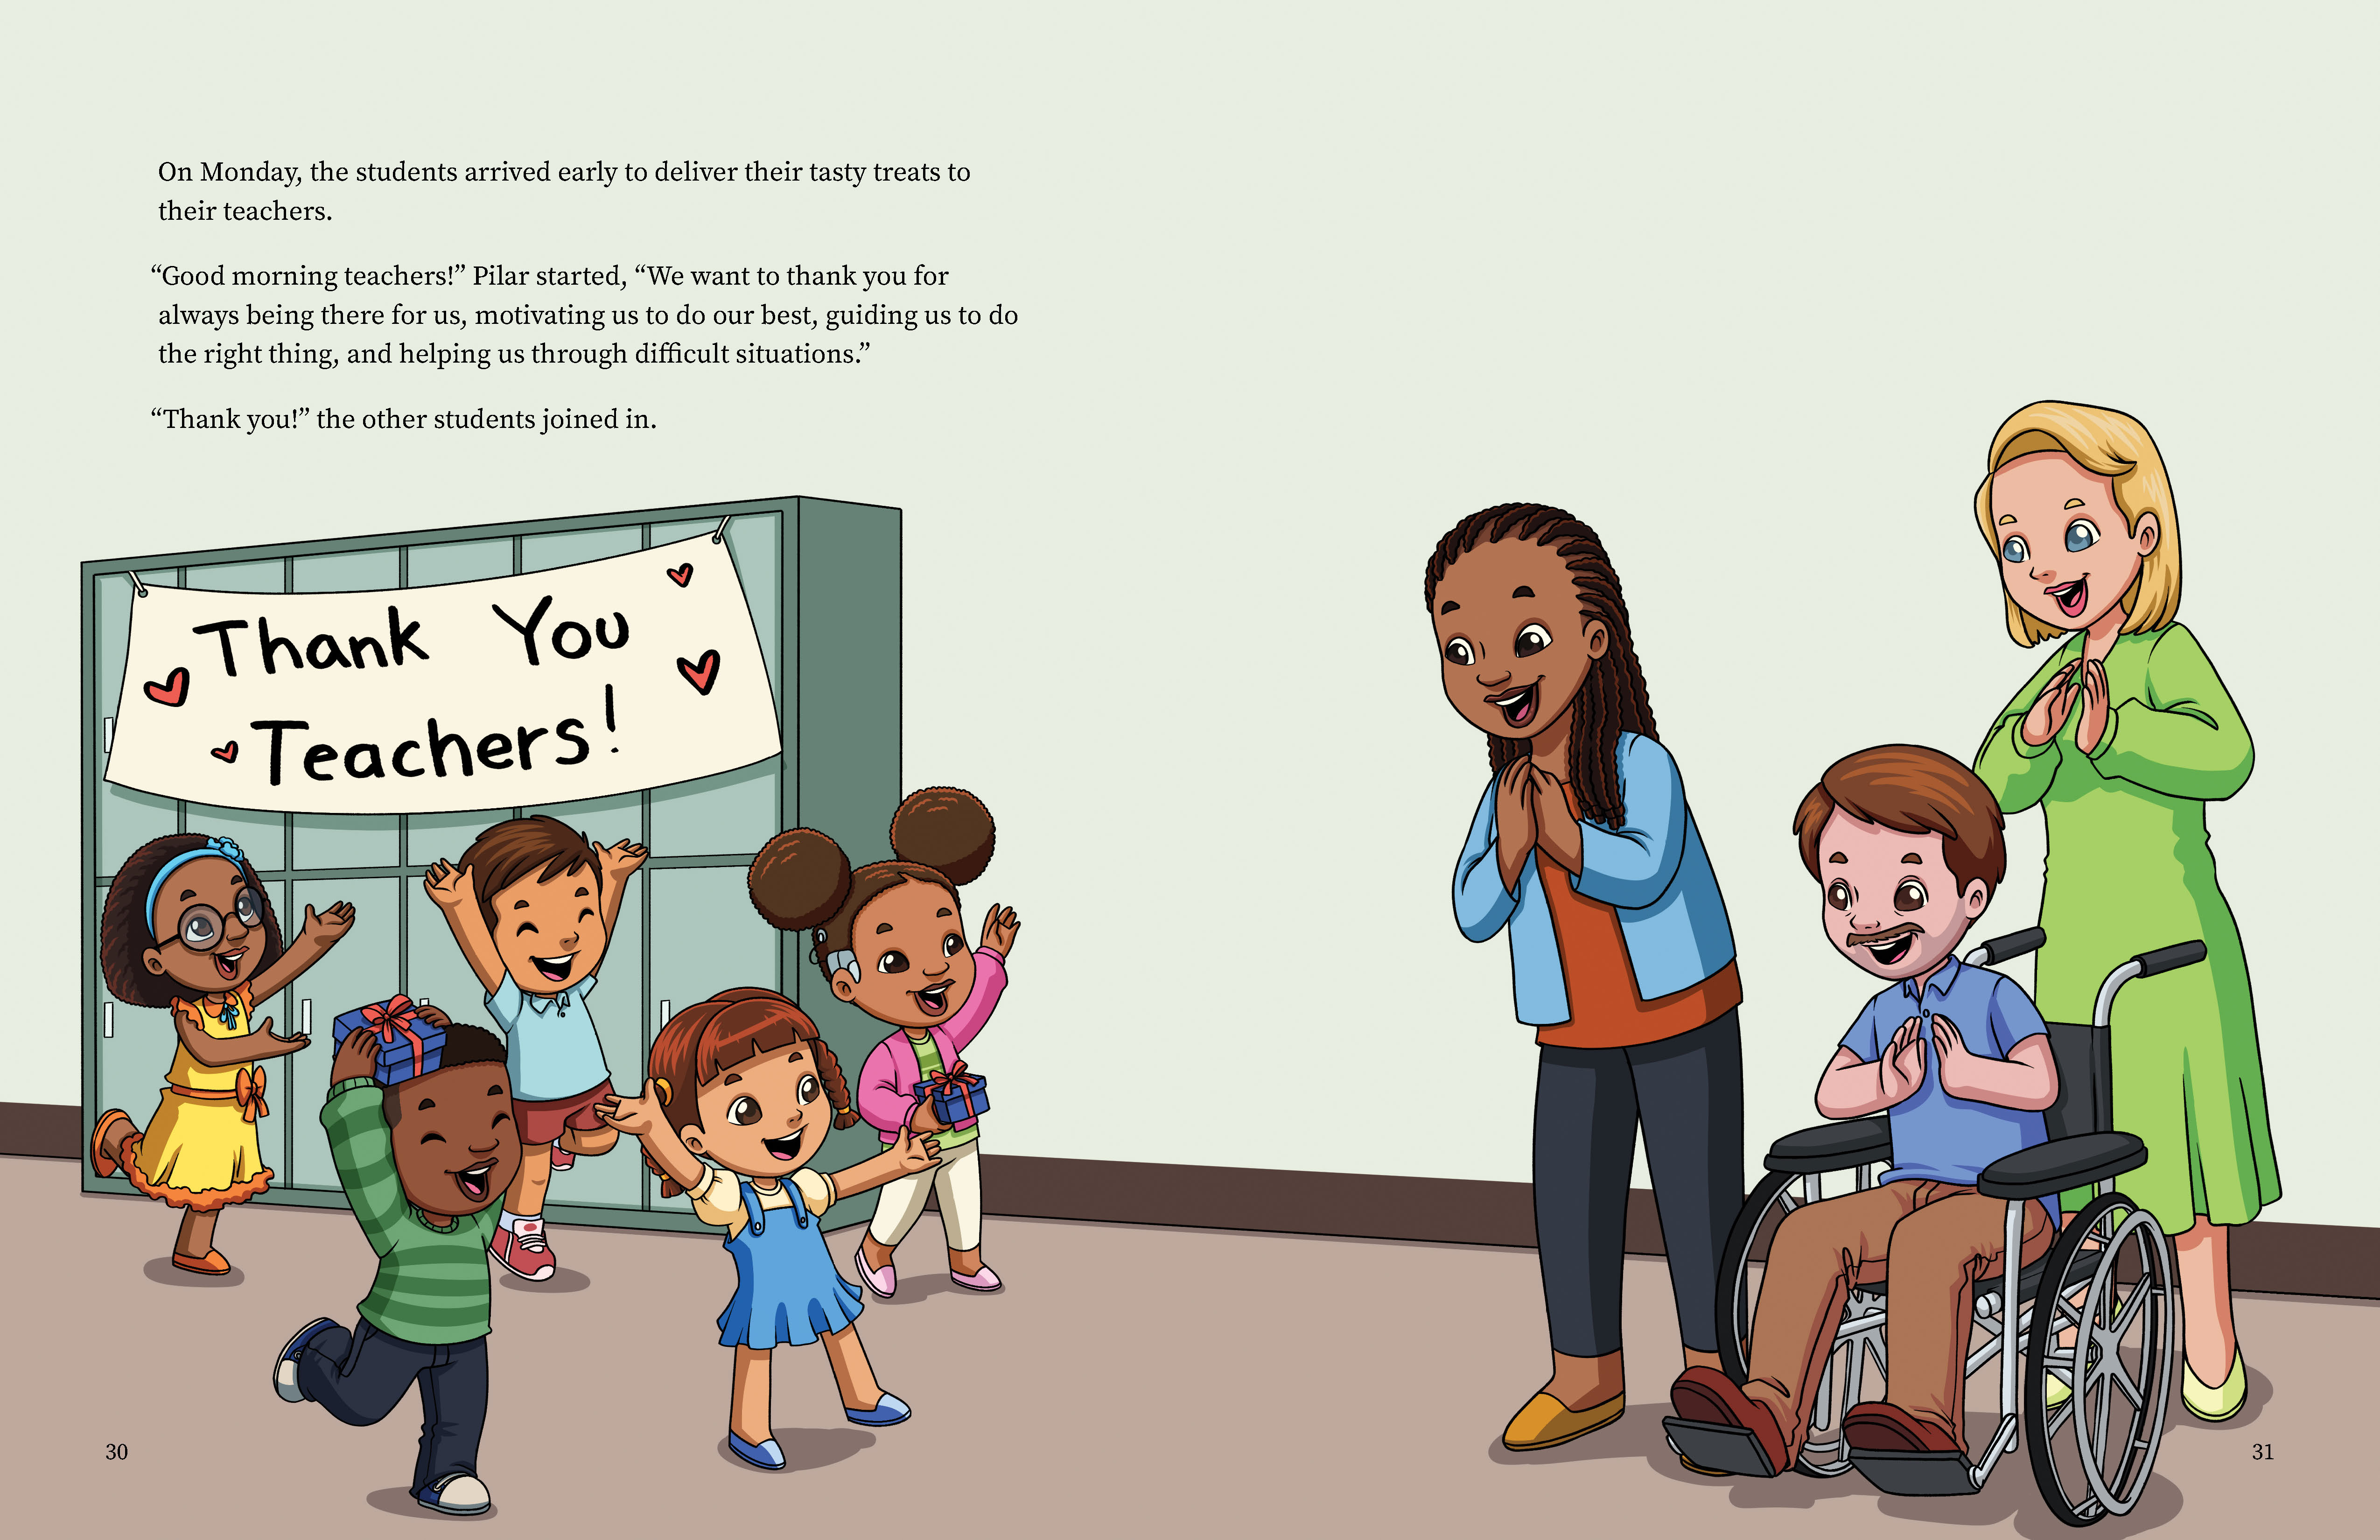 On Monday, the students arrived early to deliver their tasty treats to
their teachers.
“Good morning teachers!” Pilar started, “We want to thank you for
always being there for us, motivating us to do our best, guiding us to do
the right thing, and helping us through difficult situations.”
“Thank you!” the other students joined in.
Thank You
Teachers!
30
31